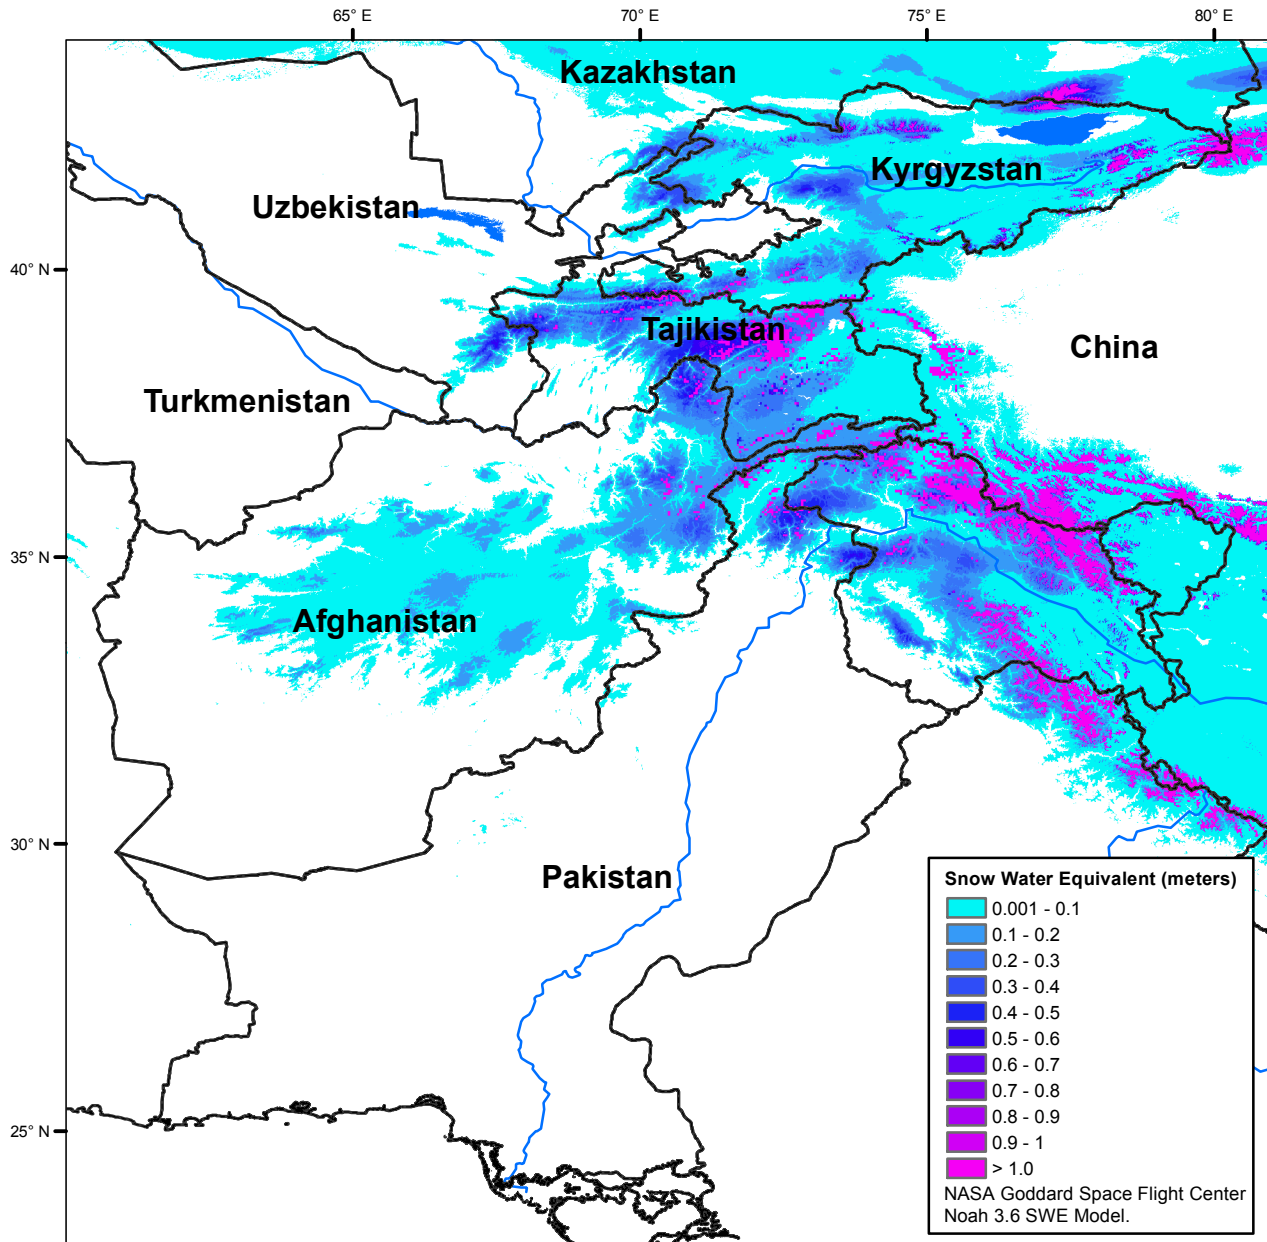 65° E
70° E
75° E
80° E
Kazakhstan
Kyrgyzstan
Uzbekistan
40° N
Tajikistan
China
Turkmenistan
35° N
Afghanistan
30° N
Pakistan
25° N
Snow Water Equivalent (meters)
0.001 - 0.1
0.1 - 0.2
0.2 - 0.3
0.3 - 0.4
0.4 - 0.5
0.5 - 0.6
0.6 - 0.7
0.7 - 0.8
0.8 - 0.9
0.9 - 1
> 1.0
NASA Goddard Space Flight Center
Noah 3.6 SWE Model.